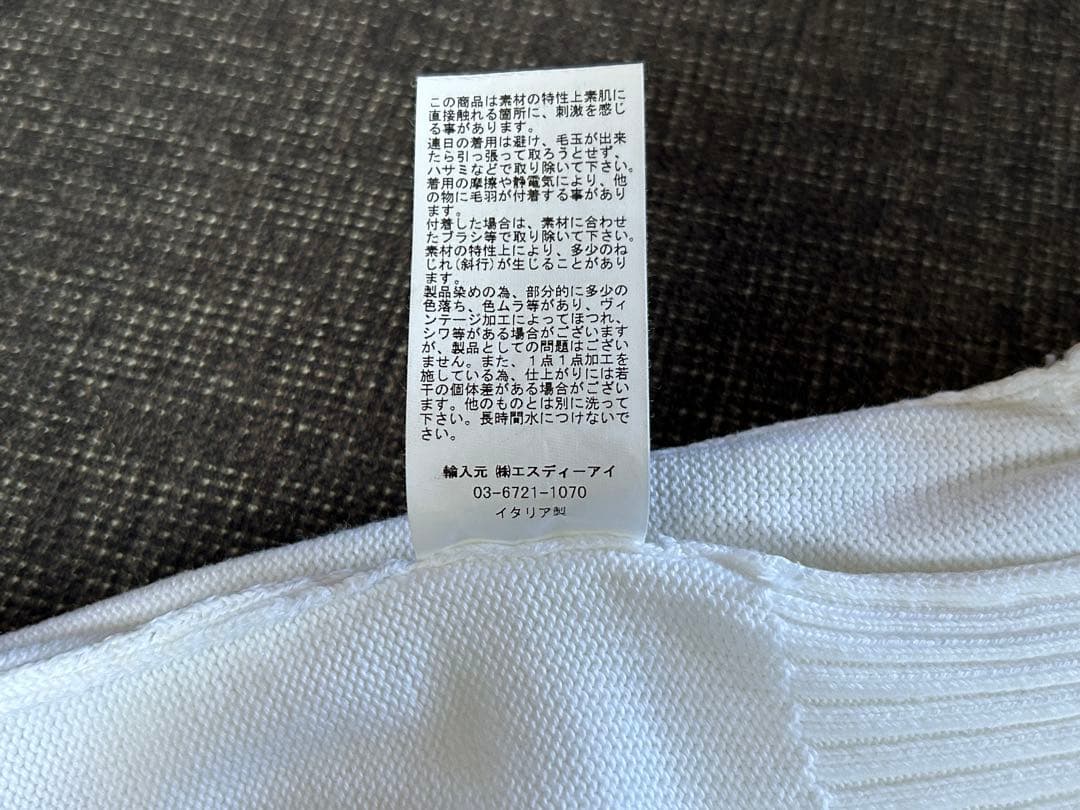 この商品は素材の特性上素肌に
直接触れる箇所に、刺激を感じ
る事があります。
連日の着用は避け、毛玉が出来
たら引っ張って取ろうとせず、
ハサミなどで取り除いて下さい。
着用の摩擦や静電気により、他
の物に毛羽が付着する事があり
ます。
付着した場合は、素材に合わせ
たブラシ等で取り除いて下さい。
素材の特性上により、多少のね
じれ(斜行)が生じることがあり
ます。
製品染めの為、部分的に多少の
色落ち、色ムラ等があり、ヴィ
ンテージ加工によってほつれ、
シワ等がある場合がございます
が、製品としての問題はござい
ません。また、1点1点加工を
施している為、仕上がりには若
干の個体差がある場合がござい
ます。他のものとは別に洗って
下さい。長時間水につけないで
さい。
輸入元 ㈱エスディーアイ
03-6721-1070
イタリア製